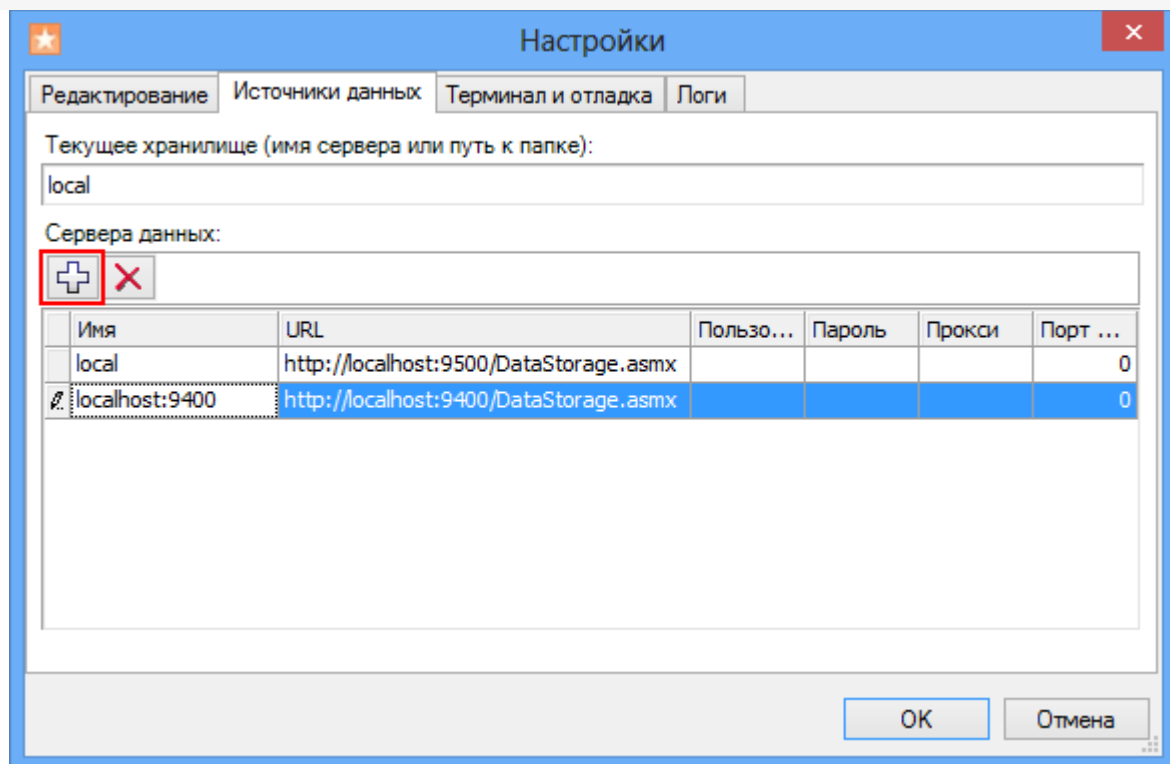 Настройки
Редактирование Источники данных Терминал и отладка Логи
Текущее хранилище (имя сервера или путь к папке):
local
Сервера данных:
Имя URL Пользо... Пароль Прокси Порт ...
local http://localhost:9500/DataStorage.asmx 0
localhost:9400 http://localhost:9400/DataStorage.asmx 0
OK Отмена